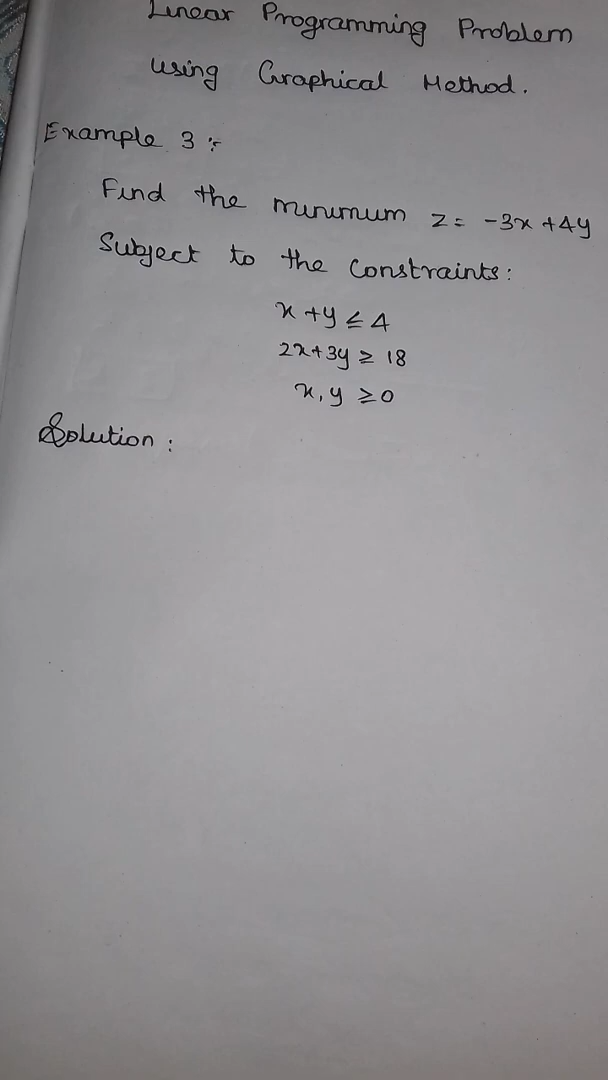 Linear Programming Problem
using Graphical Method.
Example 3 :-
Find the minimum z = -3x +4y
Subject to the constraints:
x + y ≤ 4
2x + 3y ≥ 18
x, y ≥ 0
Solution :